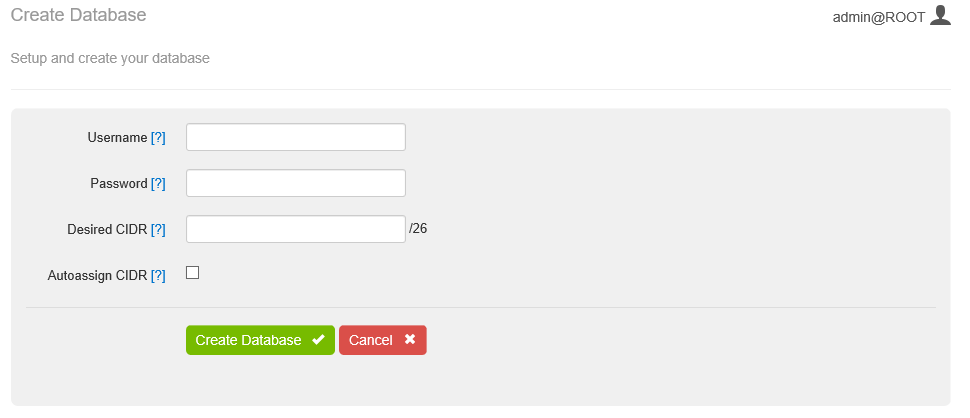 Create Database
admin@ROOT
Setup and create your database
Username [?]
Password [?]
Desired CIDR [?] /26
Autoassign CIDR [?]
Create Database
Cancel